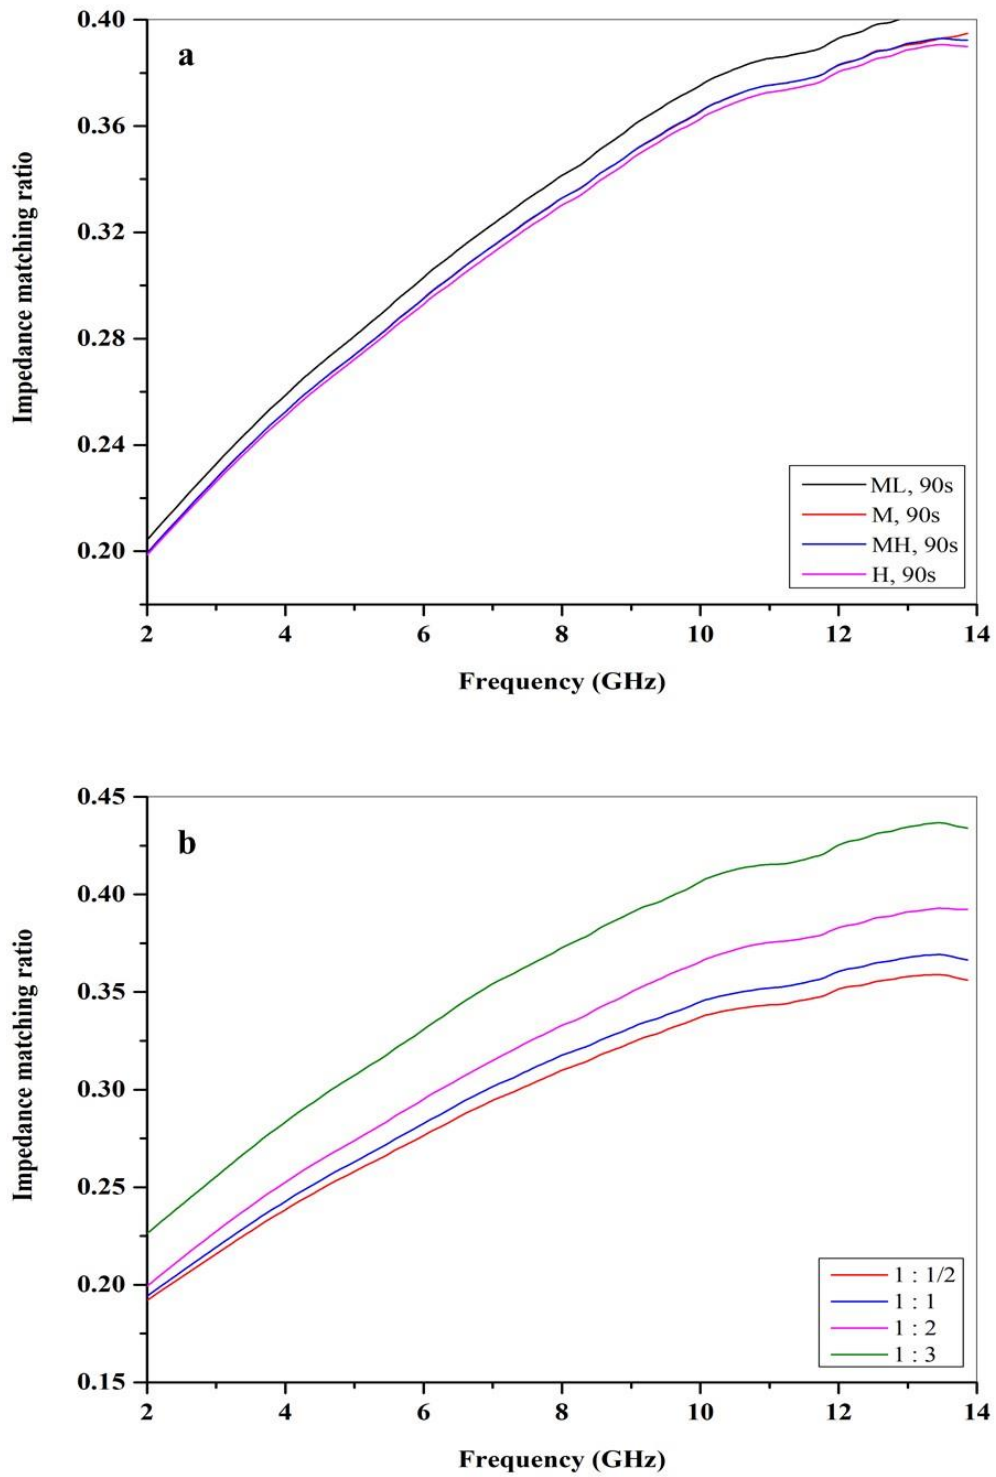 a
0.40
0.36
0.32
0.28
0.24
0.20
Impedance matching ratio
ML, 90s
M, 90s
MH, 90s
H, 90s
2 4 6 8 10 12 14
Frequency (GHz)
b
0.45
0.40
0.35
0.30
0.25
0.20
0.15
Impedance matching ratio
1 : 1/2
1 : 1
1 : 2
1 : 3
2 4 6 8 10 12 14
Frequency (GHz)